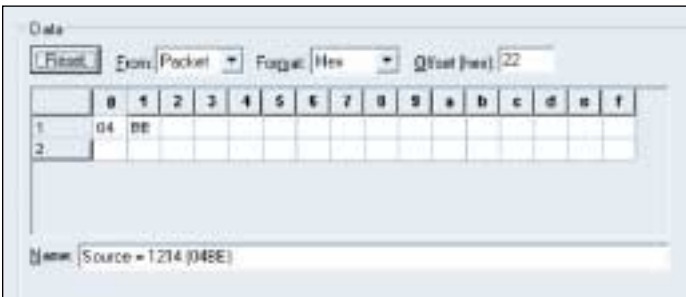 Data
Reset From: Packet Format: Hex Offset (hex): 22
0 1 2 3 4 5 6 7 8 9 a b c d e f
1 04 BE
2
Name: Source = 1214 (04BE)